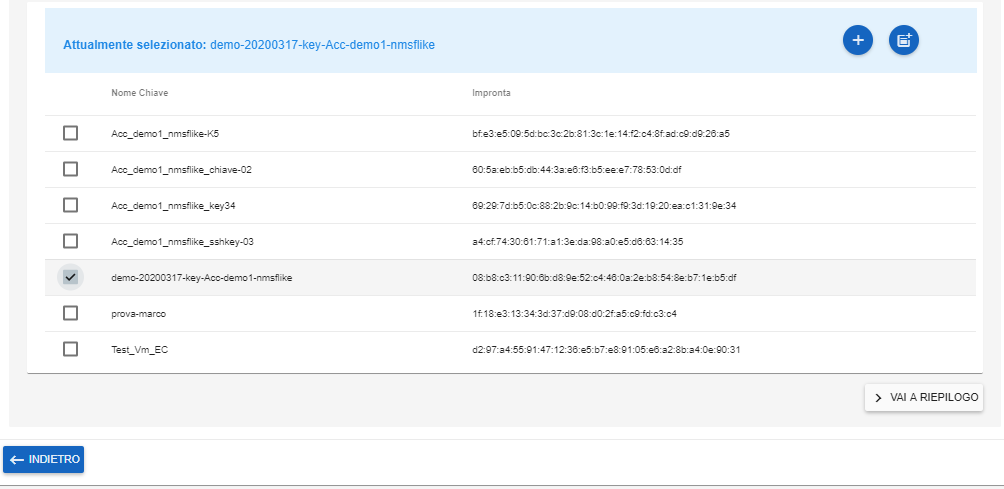 Attualmente selezionato: demo-20200317-key-Acc-demo1-nmsflike
Nome Chiave Impronta
Acc_demo1_nmsflike-K5 bf:e3:e5:09:5d:bc:3c:2b:81:3c:1e:14:f2:c4:8f:ad:c9:d9:26:a5
Acc_demo1_nmsflike_chiave-02 60:5a:eb:b5:db:44:3a:e6:f3:b5:ee:e7:78:53:0d:df
Acc_demo1_nmsflike_key34 69:29:7d:b5:0c:88:2b:9c:14:b0:99:f9:3d:19:20:ea:c1:31:9e:34
Acc_demo1_nmsflike_sshkey-03 a4:cf:74:30:61:71:a1:3e:da:98:a0:e5:d6:63:14:35
demo-20200317-key-Acc-demo1-nmsflike 08:b8:c3:11:90:6b:d8:9e:52:c4:46:0a:2e:b8:54:8e:b7:1e:b5:df
prova-marco 1f:18:e3:13:34:3d:37:d9:08:d0:2f:a5:c9:fd:c3:c4
Test_Vm_EC d2:97:a4:55:91:47:12:36:e5:b7:e8:91:05:e6:a2:8b:a4:0e:90:31
VAI A RIEPILOGO
INDIETRO